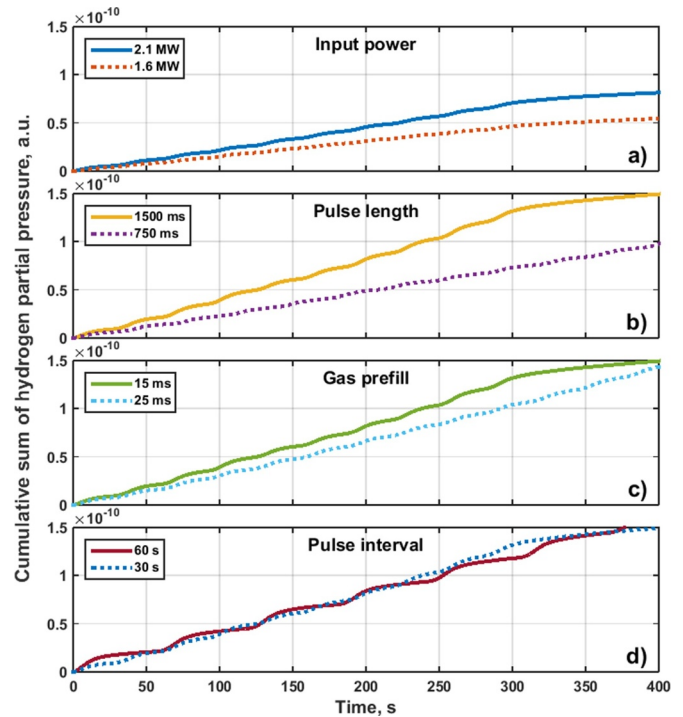 Cumulative sum of hydrogen partial pressure, a.u.
×10⁻¹⁰
1.5
1
0.5
0
Input power
2.1 MW
1.6 MW
a)
×10⁻¹⁰
1.5
1
0.5
0
Pulse length
1500 ms
750 ms
b)
×10⁻¹⁰
1.5
1
0.5
0
Gas prefill
15 ms
25 ms
c)
×10⁻¹⁰
1.5
1
0.5
0
Pulse interval
60 s
30 s
d)
0 50 100 150 200 250 300 350 400
Time, s